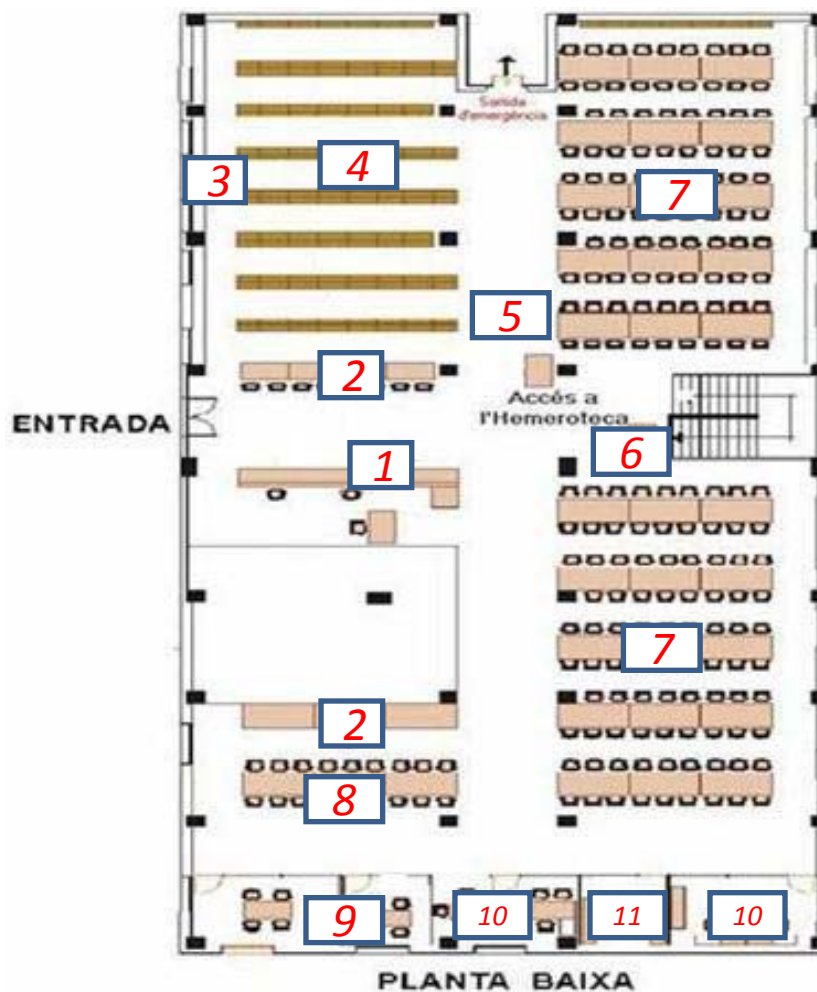 Sortida
d'emergència
3
4
7
5
2
Accés a
l'Hemeroteca
ENTRADA
6
1
7
2
8
9
10
11
10
PLANTA BAIXA